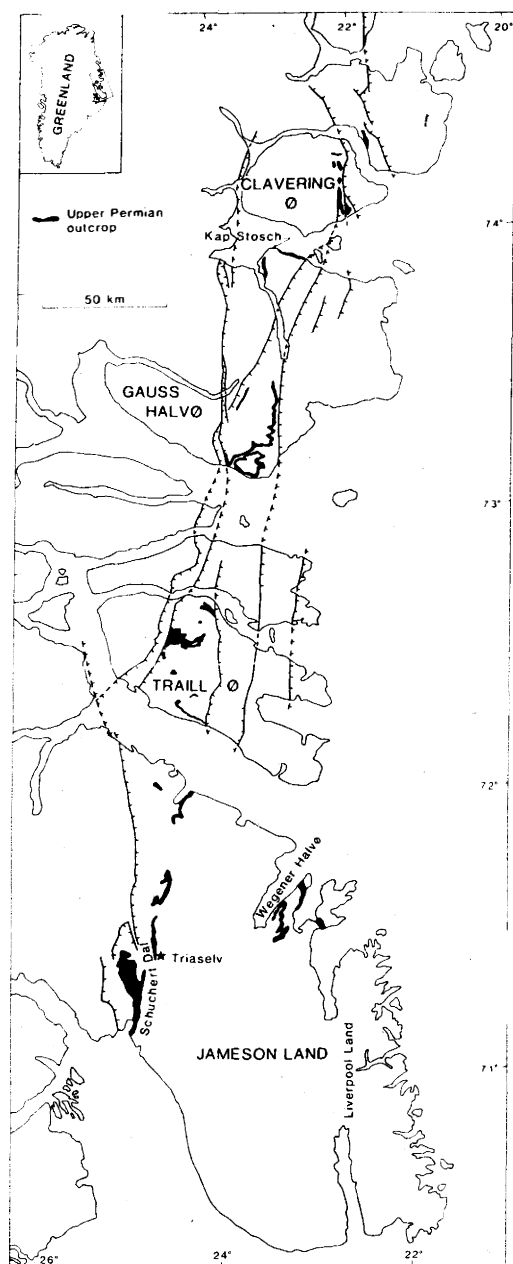 24°
22°
20°
GREENLAND
CLAVERING
Ø
Upper Permian
outcrop
74°
Kap Stosch
50 km
GAUSS
HALVØ
73°
TRAILL Ø
72°
Wegener Halvø
Triaselv
Schuchert Dal
JAMESON LAND
Liverpool Land
71°
26°
24°
22°